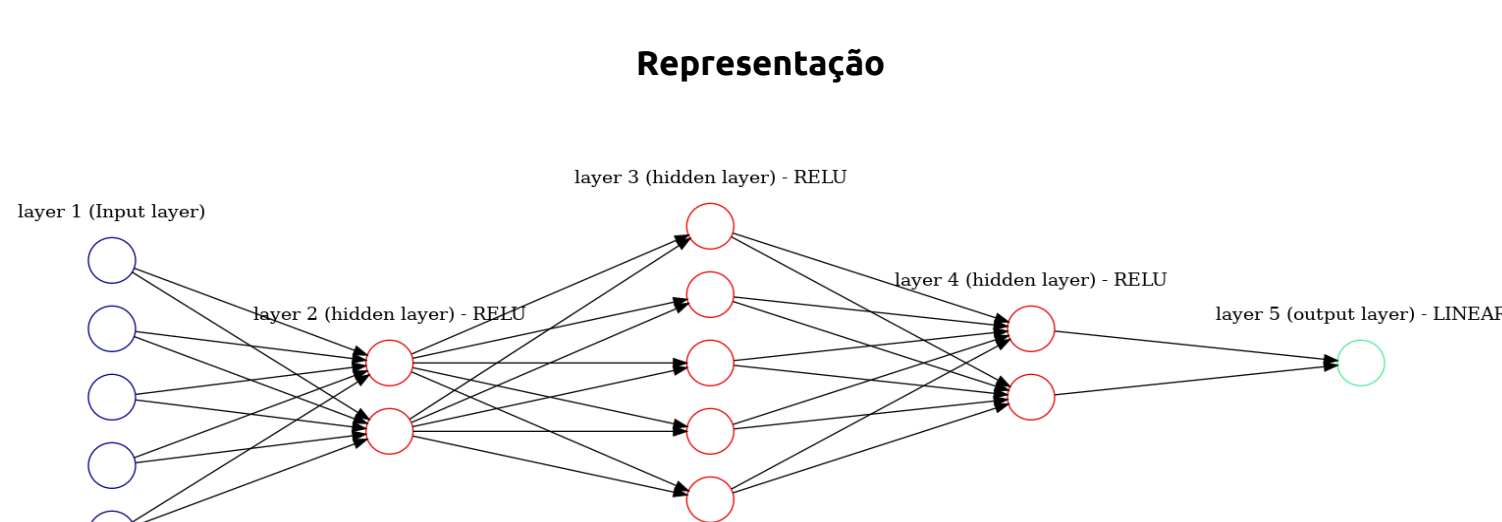 Representação
layer 3 (hidden layer) - RELU
layer 1 (Input layer)
layer 4 (hidden layer) - RELU
layer 2 (hidden layer) - RELU
layer 5 (output layer) - LINEAR